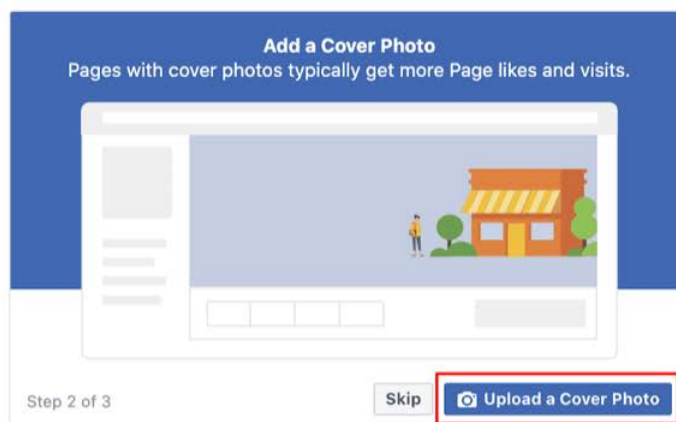 Add a Cover Photo
Pages with cover photos typically get more Page likes and visits.
Step 2 of 3
Skip
Upload a Cover Photo